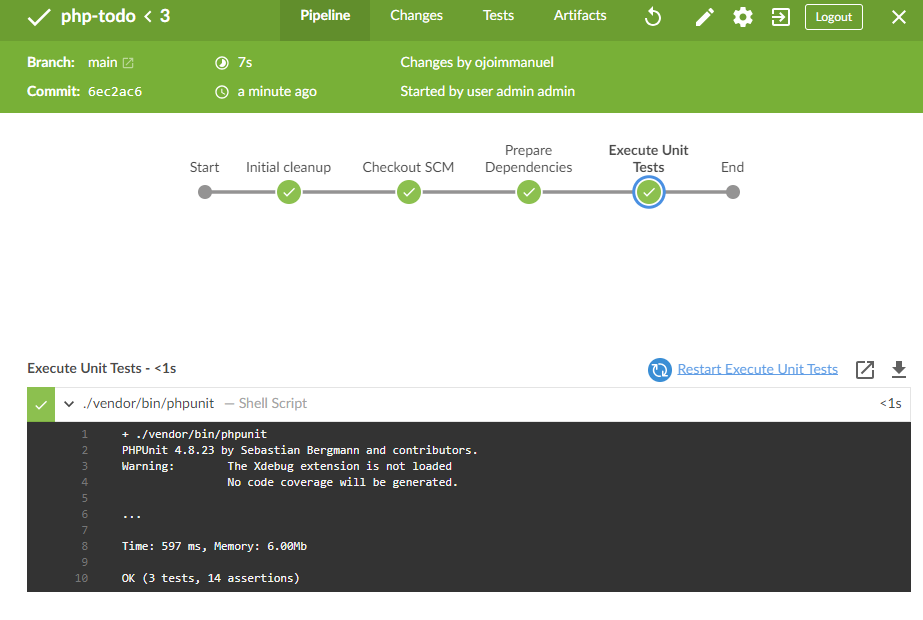 php-todo < 3
Pipeline
Changes
Tests
Artifacts
Logout
Branch: main
7s
Changes by ojoimmanuel
Commit: 6ec2ac6
a minute ago
Started by user admin admin
Start
Initial cleanup
Checkout SCM
Prepare
Dependencies
Execute Unit
Tests
End
Execute Unit Tests - <1s
Restart Execute Unit Tests
./vendor/bin/phpunit — Shell Script
<1s
1 + ./vendor/bin/phpunit
2 PHPUnit 4.8.23 by Sebastian Bergmann and contributors.
3 Warning: The Xdebug extension is not loaded
4 No code coverage will be generated.
5
6 ...
7
8 Time: 597 ms, Memory: 6.00Mb
9
10 OK (3 tests, 14 assertions)